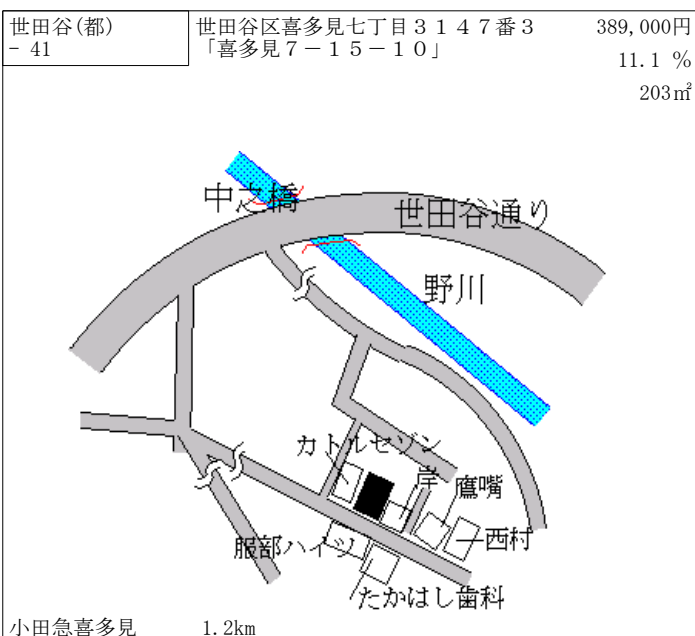 世田谷(都)
- 41
世田谷区喜多見七丁目3147番3
「喜多見7-15-10」
389,000円
11.1 %
203㎡
中之橋
世田谷通り
野川
カトルセゾン
岸
鷹嘴
西村
服部ハイツ
たかはし歯科
小田急喜多見 1.2km